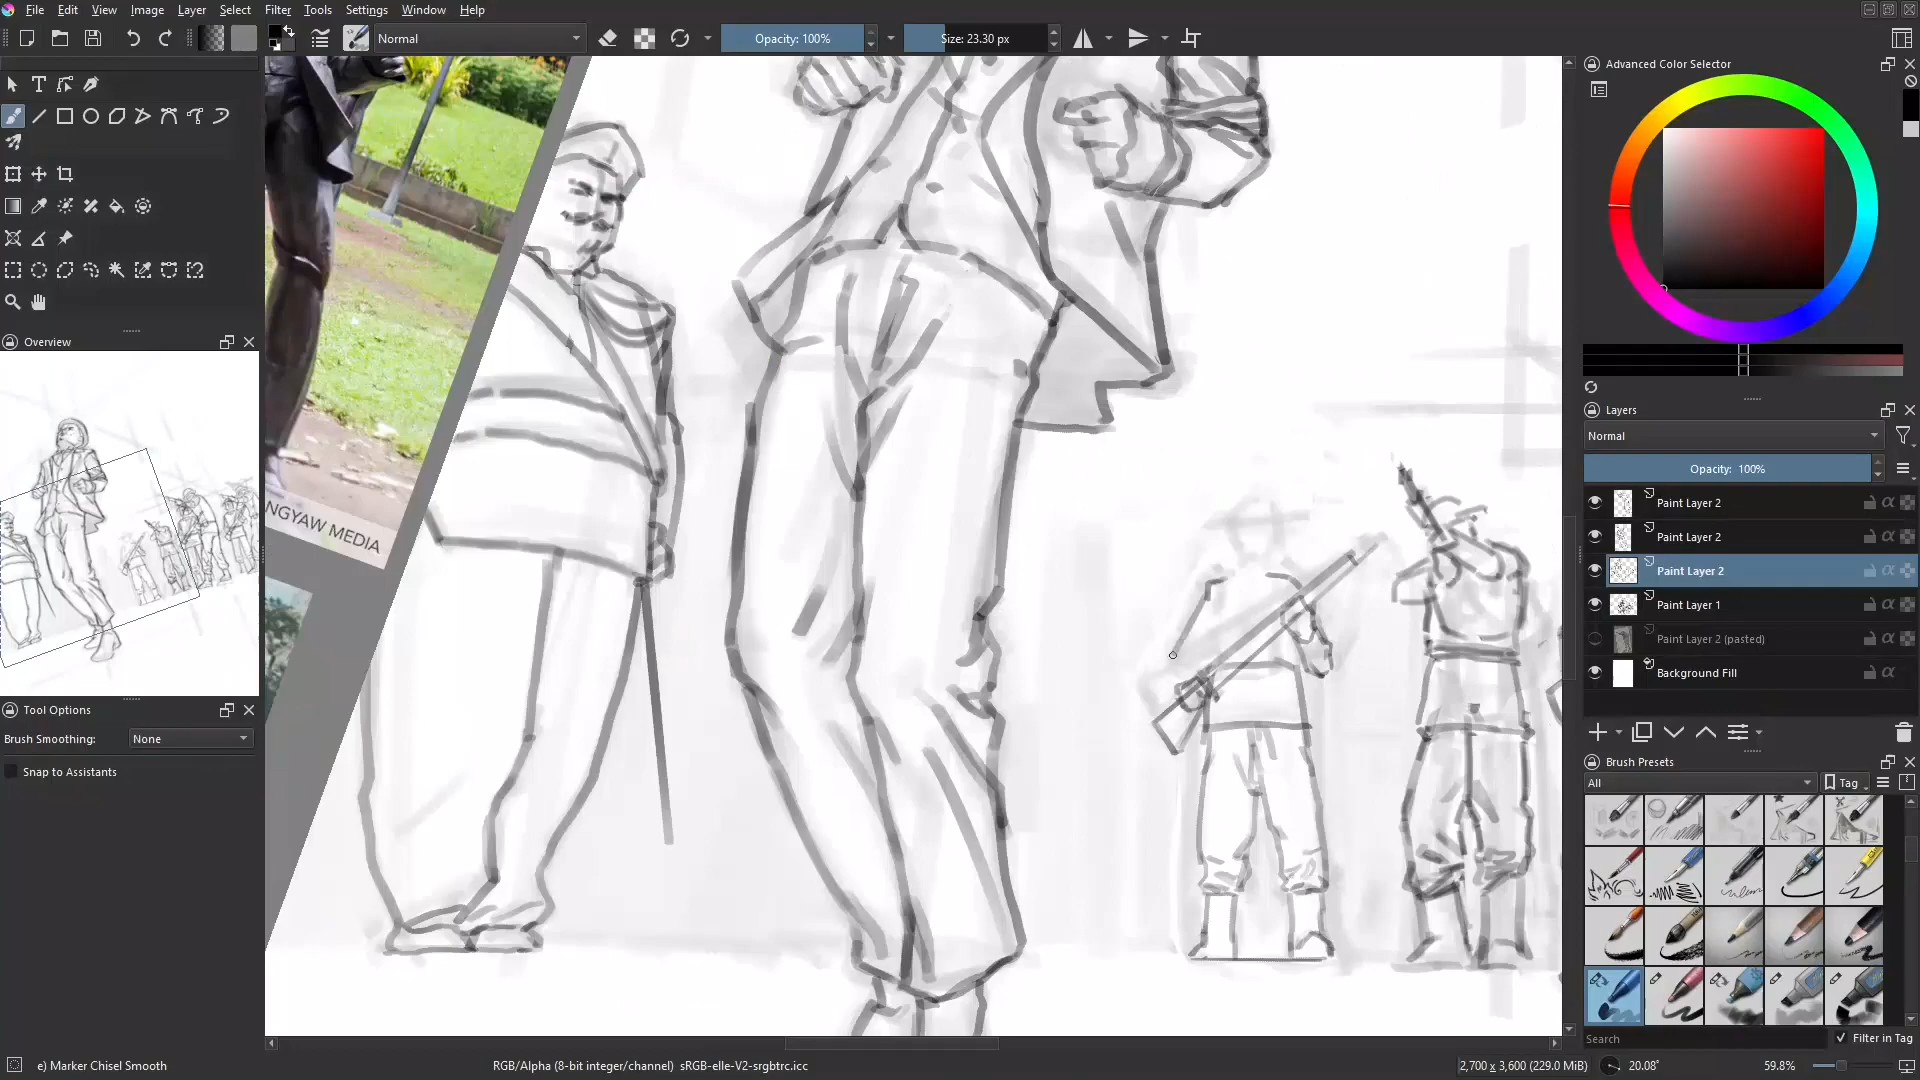 File Edit View Image Layer Select Filter Tools Settings Window Help
Normal
Opacity: 100%
Size: 23.30 px
Advanced Color Selector
Overview
NGYAW MEDIA
Layers
Normal
Opacity: 100%
Paint Layer 2
Paint Layer 2
Paint Layer 2
Paint Layer 1
Paint Layer 2 (pasted)
Background Fill
Tool Options
Brush Smoothing: None
Snap to Assistants
Brush Presets
All
Tag
Search
Filter in Tag
e) Marker Chisel Smooth
RGB/Alpha (8-bit integer/channel) sRGB-elle-V2-srgbtrc.icc
2,700 x 3,600 (229.0 MiB)
20.08°
59.8%